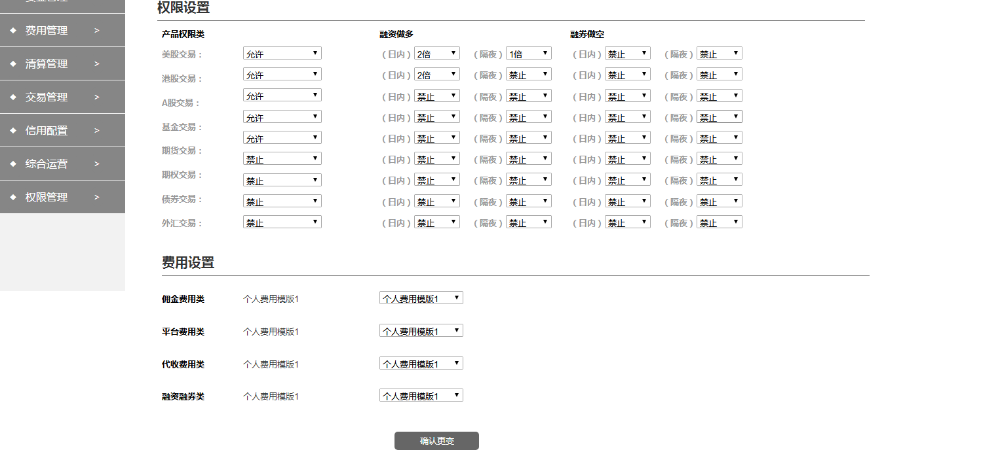 权限设置
费用管理 >
清算管理 >
交易管理 >
信用配置 >
综合运营 >
权限管理 >
产品权限类 融资做多 融券做空
美股交易： 允许 （日内）2倍 （隔夜）1倍 （日内）禁止 （隔夜）禁止
港股交易： 允许 （日内）2倍 （隔夜）禁止 （日内）禁止 （隔夜）禁止
A股交易： 允许 （日内）禁止 （隔夜）禁止 （日内）禁止 （隔夜）禁止
基金交易： 允许 （日内）禁止 （隔夜）禁止 （日内）禁止 （隔夜）禁止
期货交易： 允许 （日内）禁止 （隔夜）禁止 （日内）禁止 （隔夜）禁止
期权交易： 禁止 （日内）禁止 （隔夜）禁止 （日内）禁止 （隔夜）禁止
债券交易： 禁止 （日内）禁止 （隔夜）禁止 （日内）禁止 （隔夜）禁止
禁止 （日内）禁止 （隔夜）禁止 （日内）禁止 （隔夜）禁止
外汇交易： 禁止 （日内）禁止 （隔夜）禁止 （日内）禁止 （隔夜）禁止
费用设置
佣金费用类 个人费用模版1 个人费用模版1
平台费用类 个人费用模版1 个人费用模版1
代收费用类 个人费用模版1 个人费用模版1
融资融券类 个人费用模版1 个人费用模版1
确认更变